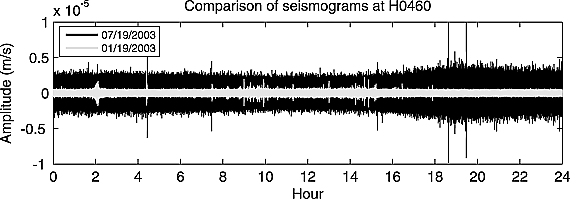 Comparison of seismograms at H0460
x 10⁻⁵
1
07/19/2003
01/19/2003
0.5
0
-0.5
-1
Amplitude (m/s)
0 2 4 6 8 10 12 14 16 18 20 22 24
Hour